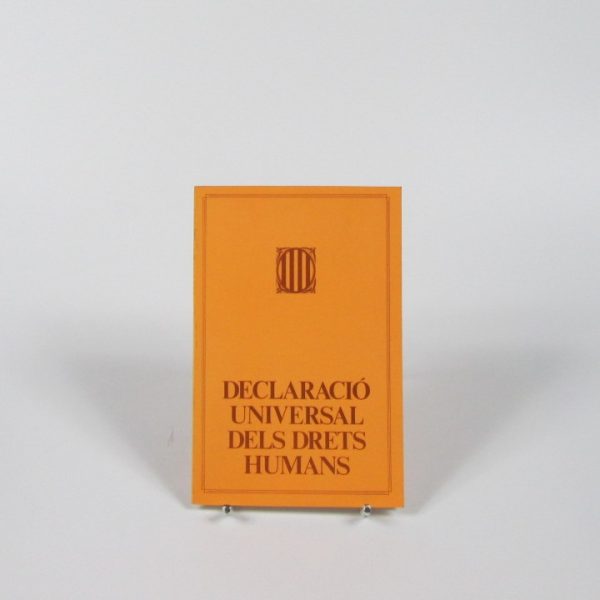 DECLARACIÓ
UNIVERSAL
DELS DRETS
HUMANS